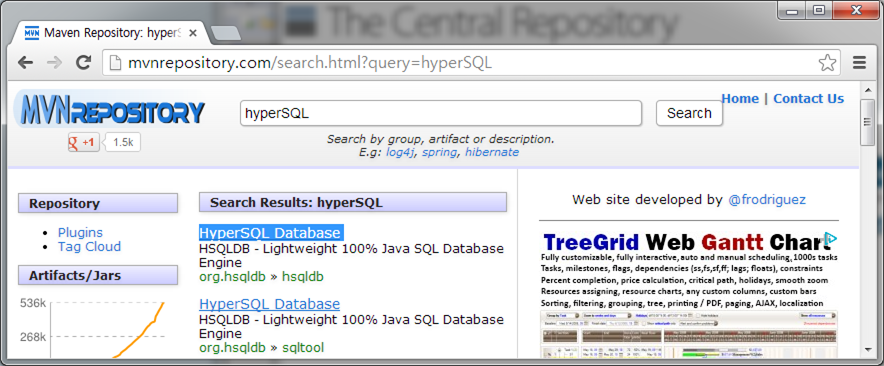 The Central Repository
Maven Repository: hyperS
mvnrepository.com/search.html?query=hyperSQL
MVNREPOSITORY
hyperSQL
Search
Home | Contact Us
g +1
1.5k
Search by group, artifact or description.
E.g: log4j, spring, hibernate
Repository
Plugins
Tag Cloud
Artifacts/Jars
536k
268k
Search Results: hyperSQL
HyperSQL Database
HSQLDB - Lightweight 100% Java SQL Database
Engine
org.hsqldb » hsqldb
HyperSQL Database
HSQLDB - Lightweight 100% Java SQL Database
Engine
org.hsqldb » sqltool
Web site developed by @frodriguez
TreeGrid Web Gantt Chart
Fully customizable, fully interactive,auto and manual scheduling,1000s tasks
Tasks, milestones, flags, dependencies (ss,fs,sf,ff; lags; floats), constraints
Percent completion, price calculation, critical path, holidays, smooth zoom
Resources assigning, resource charts, any custom columns, custom bars
Sorting, filtering, grouping, tree, printing / PDF, paging, AJAX, localization